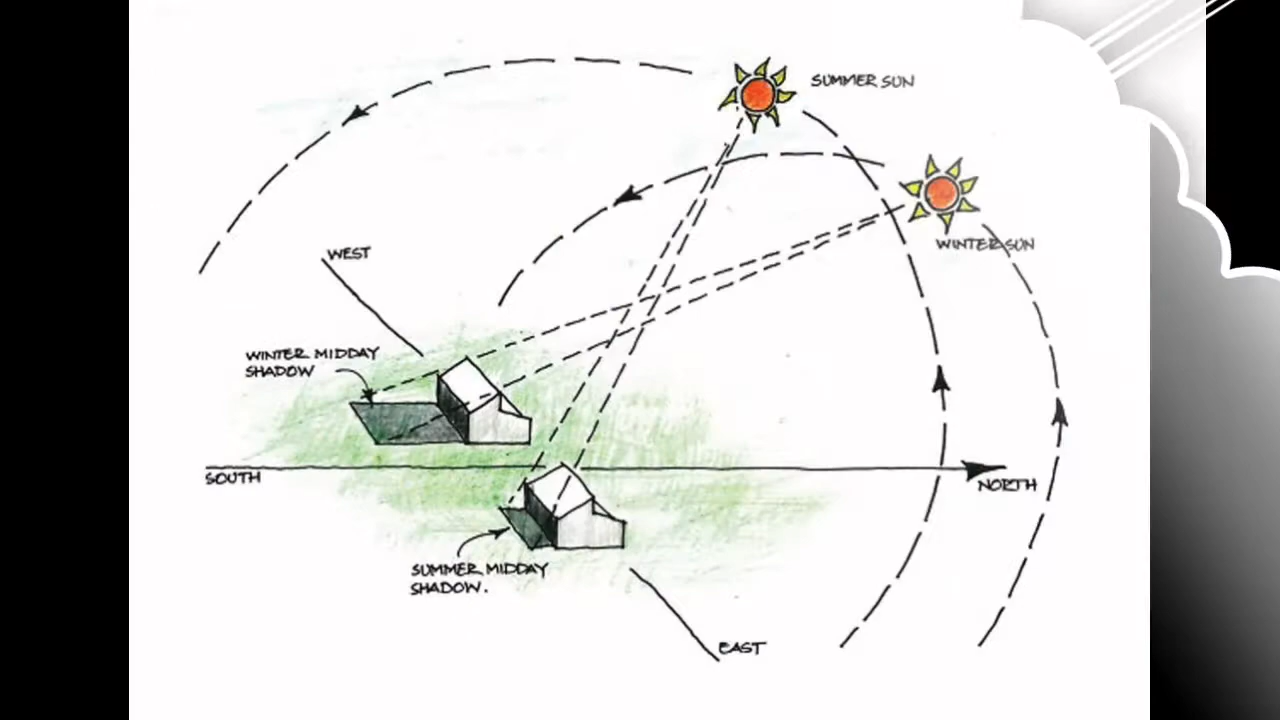 SUMMER SUN
WINTER SUN
WEST
WINTER MIDDAY
SHADOW
SOUTH
NORTH
SUMMER MIDDAY
SHADOW.
EAST